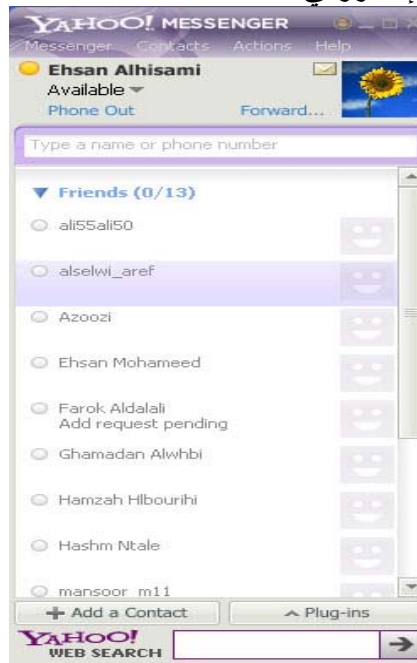 YAHOO! MESSENGER
Messenger Contacts Actions Help
Ehsan Alhisami
Available
Phone Out Forward...
Type a name or phone number
Friends (0/13)
ali55ali50
alselwi_aref
Azoozi
Ehsan Mohameed
Farok Aldalali
Add request pending
Ghamadan Alwhbi
Hamzah Hlbourihi
Hashm Ntale
mansoor_m11
+ Add a Contact Plug-ins
YAHOO!
WEB SEARCH